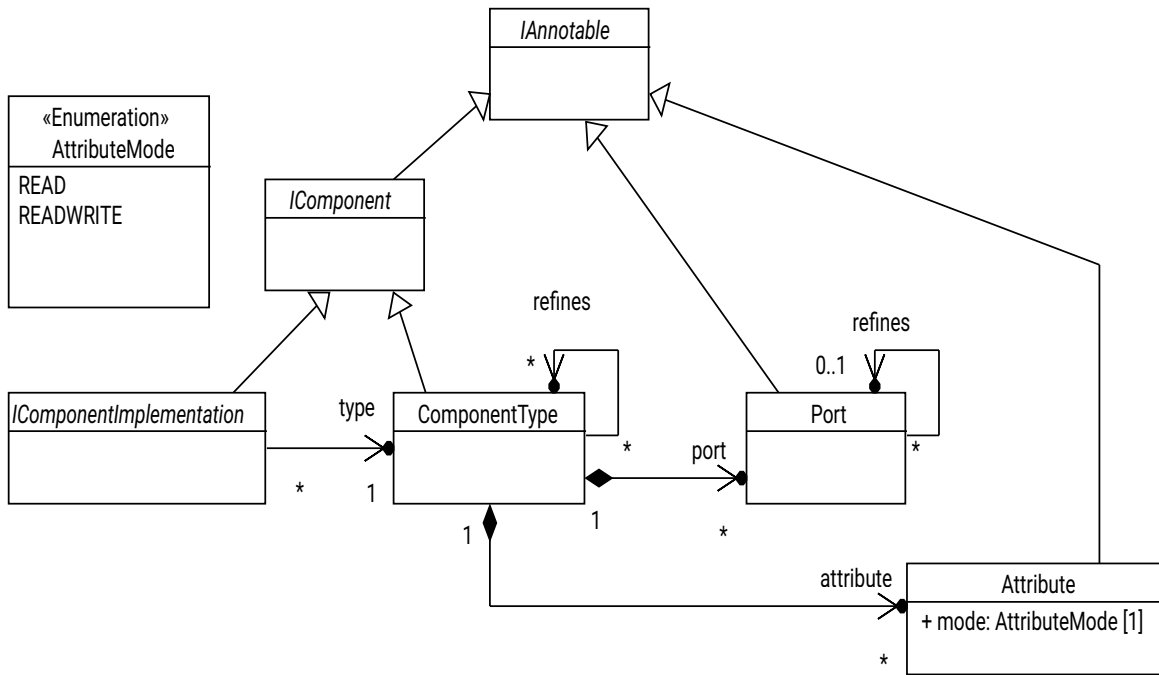 IAnnotable
«Enumeration»
AttributeMode
READ
READWRITE
IComponent
refines
*
refines
0..1
IComponentImplementation
type
ComponentType
Port
*
1
*
port
*
1
*
1
attribute
*
Attribute
+ mode: AttributeMode [1]